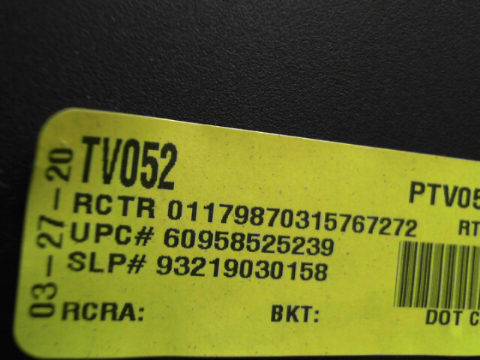 03-27-20
TV052
PTV05
RCTR 01179870315767272
RT
UPC# 60958525239
SLP# 93219030158
RCRA:
BKT:
DOT C